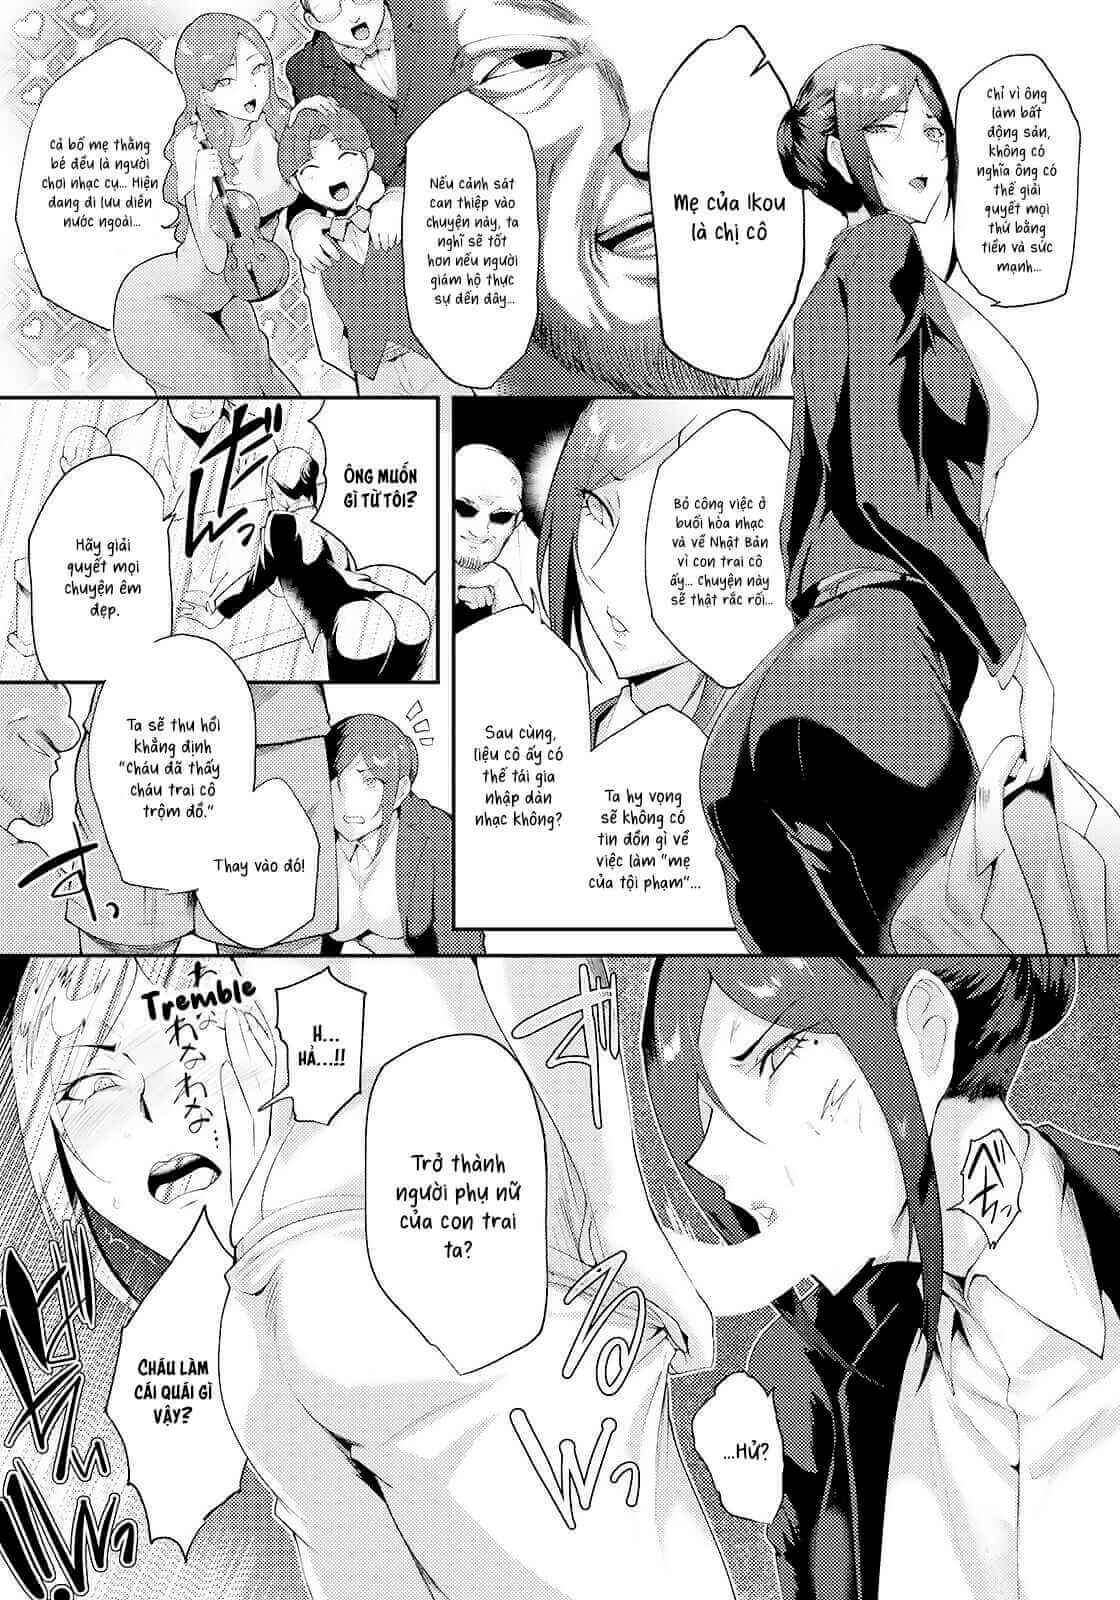 Chỉ vì ông
làm bất
động sản,
không có
nghĩa ông có
thể giải
quyết mọi
thứ bằng
tiền và sức
mạnh...
Mẹ của Ikou
là chị cô
Nếu cảnh sát
can thiệp vào
chuyện này, ta
nghĩ sẽ tốt
hơn nếu người
giám hộ thực
sự đến đây...
Cả bố mẹ thằng
bé đều là người
chơi nhạc cụ... Hiện
đang đi lưu diễn
nước ngoài...
Bỏ công việc ở
buổi hòa nhạc
và về Nhật Bản
vì con trai cô
ấy... Chuyện này
sẽ thật rắc rối...
Sau cùng,
liệu cô ấy có
thể tái gia
nhập dàn
nhạc không?
Ta hy vọng
sẽ không có
tin đồn gì về
việc làm "mẹ
của tội phạm"...
ÔNG MUỐN
GÌ TỪ TÔI?
Hãy giải
quyết mọi
chuyện êm
đẹp.
Ta sẽ thu hồi
khẳng định
"Cháu đã thấy
cháu trai cô
trộm đồ."
Thay vào đó!
...HỬ?
Trở thành
người phụ nữ
của con trai
ta?
H...
HẢ...!!
Tremble
わなわなわな…
CHÁU LÀM
CÁI QUÁI GÌ
VẬY?